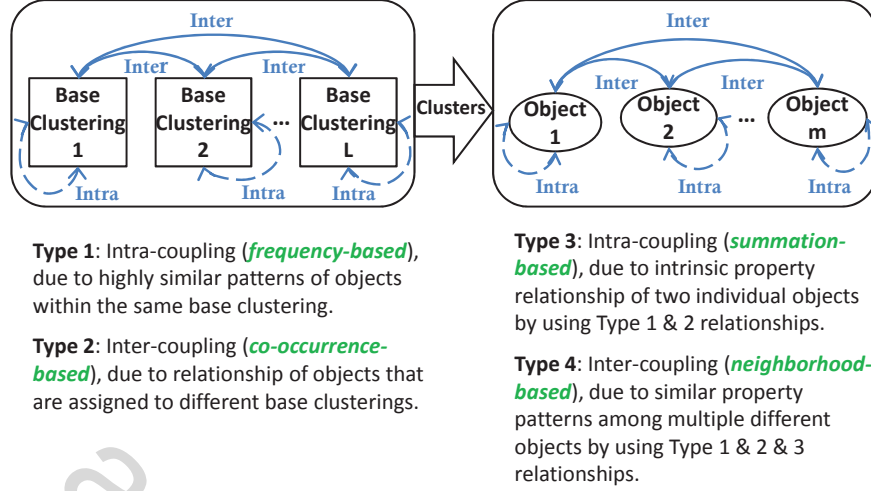 Inter
Inter
Inter
Base Clustering 1
Base Clustering 2
...
Base Clustering L
Intra
Intra
Intra
Clusters
Inter
Inter
Inter
Object 1
Object 2
...
Object m
Intra
Intra
Intra
Type 1: Intra-coupling (frequency-based),
due to highly similar patterns of objects
within the same base clustering.
Type 2: Inter-coupling (co-occurrence-
based), due to relationship of objects that
are assigned to different base clusterings.
Type 3: Intra-coupling (summation-
based), due to intrinsic property
relationship of two individual objects
by using Type 1 & 2 relationships.
Type 4: Inter-coupling (neighborhood-
based), due to similar property
patterns among multiple different
objects by using Type 1 & 2 & 3
relationships.